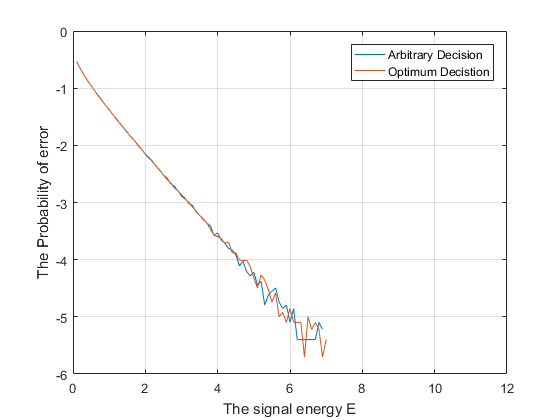 0
-1
-2
-3
-4
-5
-6
0 2 4 6 8 10 12
The Probability of error
The signal energy E
Arbitrary Decision
Optimum Decistion